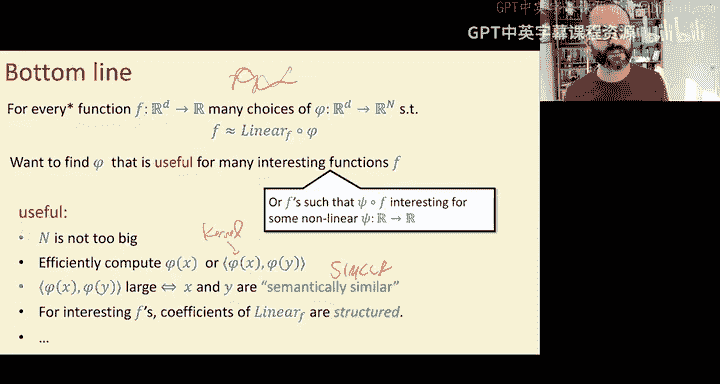 GPT中英字幕课程资源
Bottom line
For every* function f: ℝ^d → ℝ many choices of φ: ℝ^d → ℝ^N s.t.
f ≈ Linear_f ∘ φ
Want to find φ that is useful for many interesting functions f
Or f's such that ψ ∘ f interesting for
some non-linear ψ: ℝ → ℝ
useful:
• N is not too big
Kernel
• Efficiently compute φ(x) or ⟨φ(x), φ(y)⟩
SIMCLR
• ⟨φ(x), φ(y)⟩ large ⇔ x and y are "semantically similar"
• For interesting f's, coefficients of Linear_f are structured.
• ...